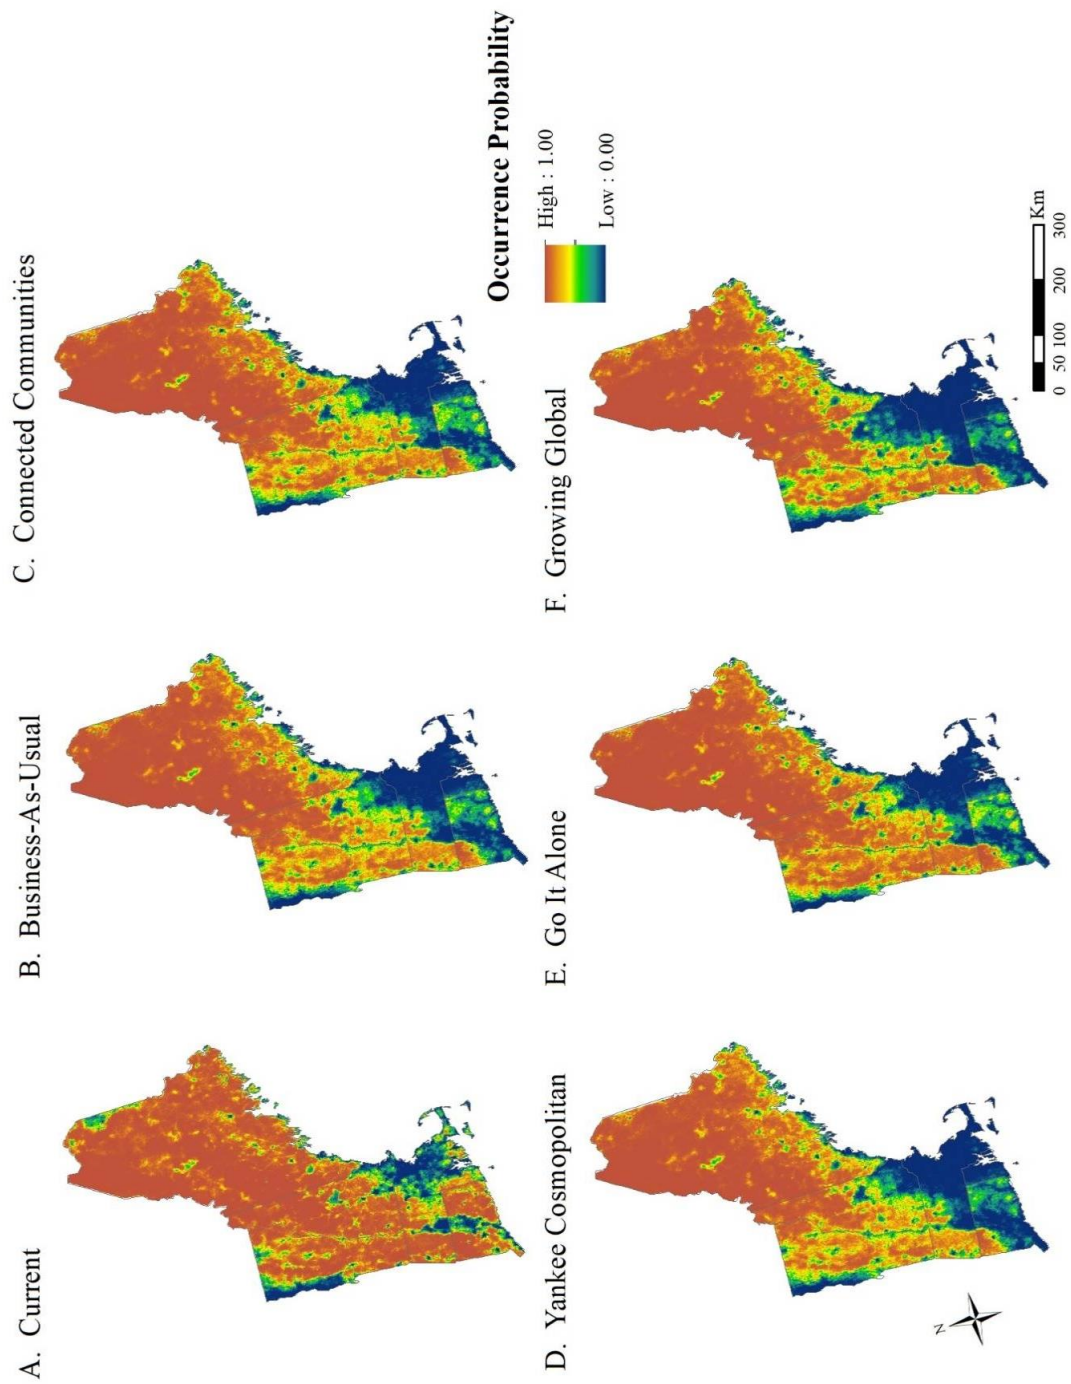 A. Current
B. Business-As-Usual
C. Connected Communities
Occurrence Probability
High : 1.00
Low : 0.00
D. Yankee Cosmopolitan
E. Go It Alone
F. Growing Global
N
Km
0 50 100 200 300